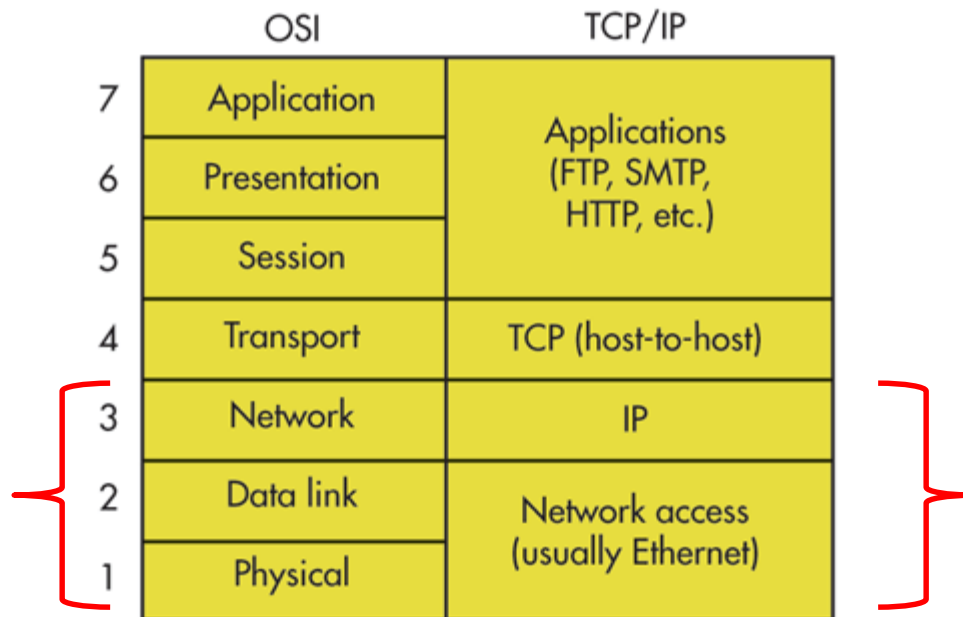 OSI TCP/IP
7 Application
6 Presentation
5 Session
Applications
(FTP, SMTP,
HTTP, etc.)
4 Transport TCP (host-to-host)
3 Network IP
2 Data link
1 Physical
Network access
(usually Ethernet)